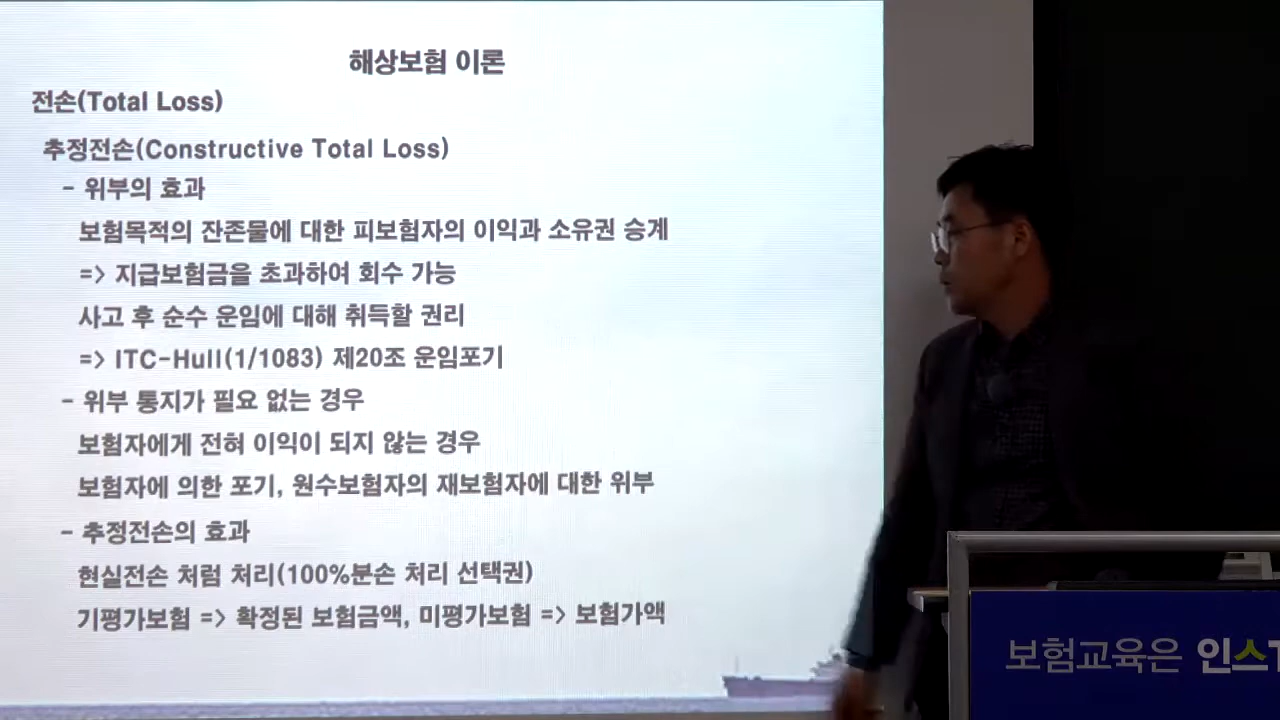 해상보험 이론
전손(Total Loss)
추정전손(Constructive Total Loss)
- 위부의 효과
보험목적의 잔존물에 대한 피보험자의 이익과 소유권 승계
=> 지급보험금을 초과하여 회수 가능
사고 후 순수 운임에 대해 취득할 권리
=> ITC-Hull(1/1083) 제20조 운임포기
- 위부 통지가 필요 없는 경우
보험자에게 전혀 이익이 되지 않는 경우
보험자에 의한 포기, 원수보험자의 재보험자에 대한 위부
- 추정전손의 효과
현실전손 처럼 처리(100%분손 처리 선택권)
기평가보험 => 확정된 보험금액, 미평가보험 => 보험가액
보험교육은 인스